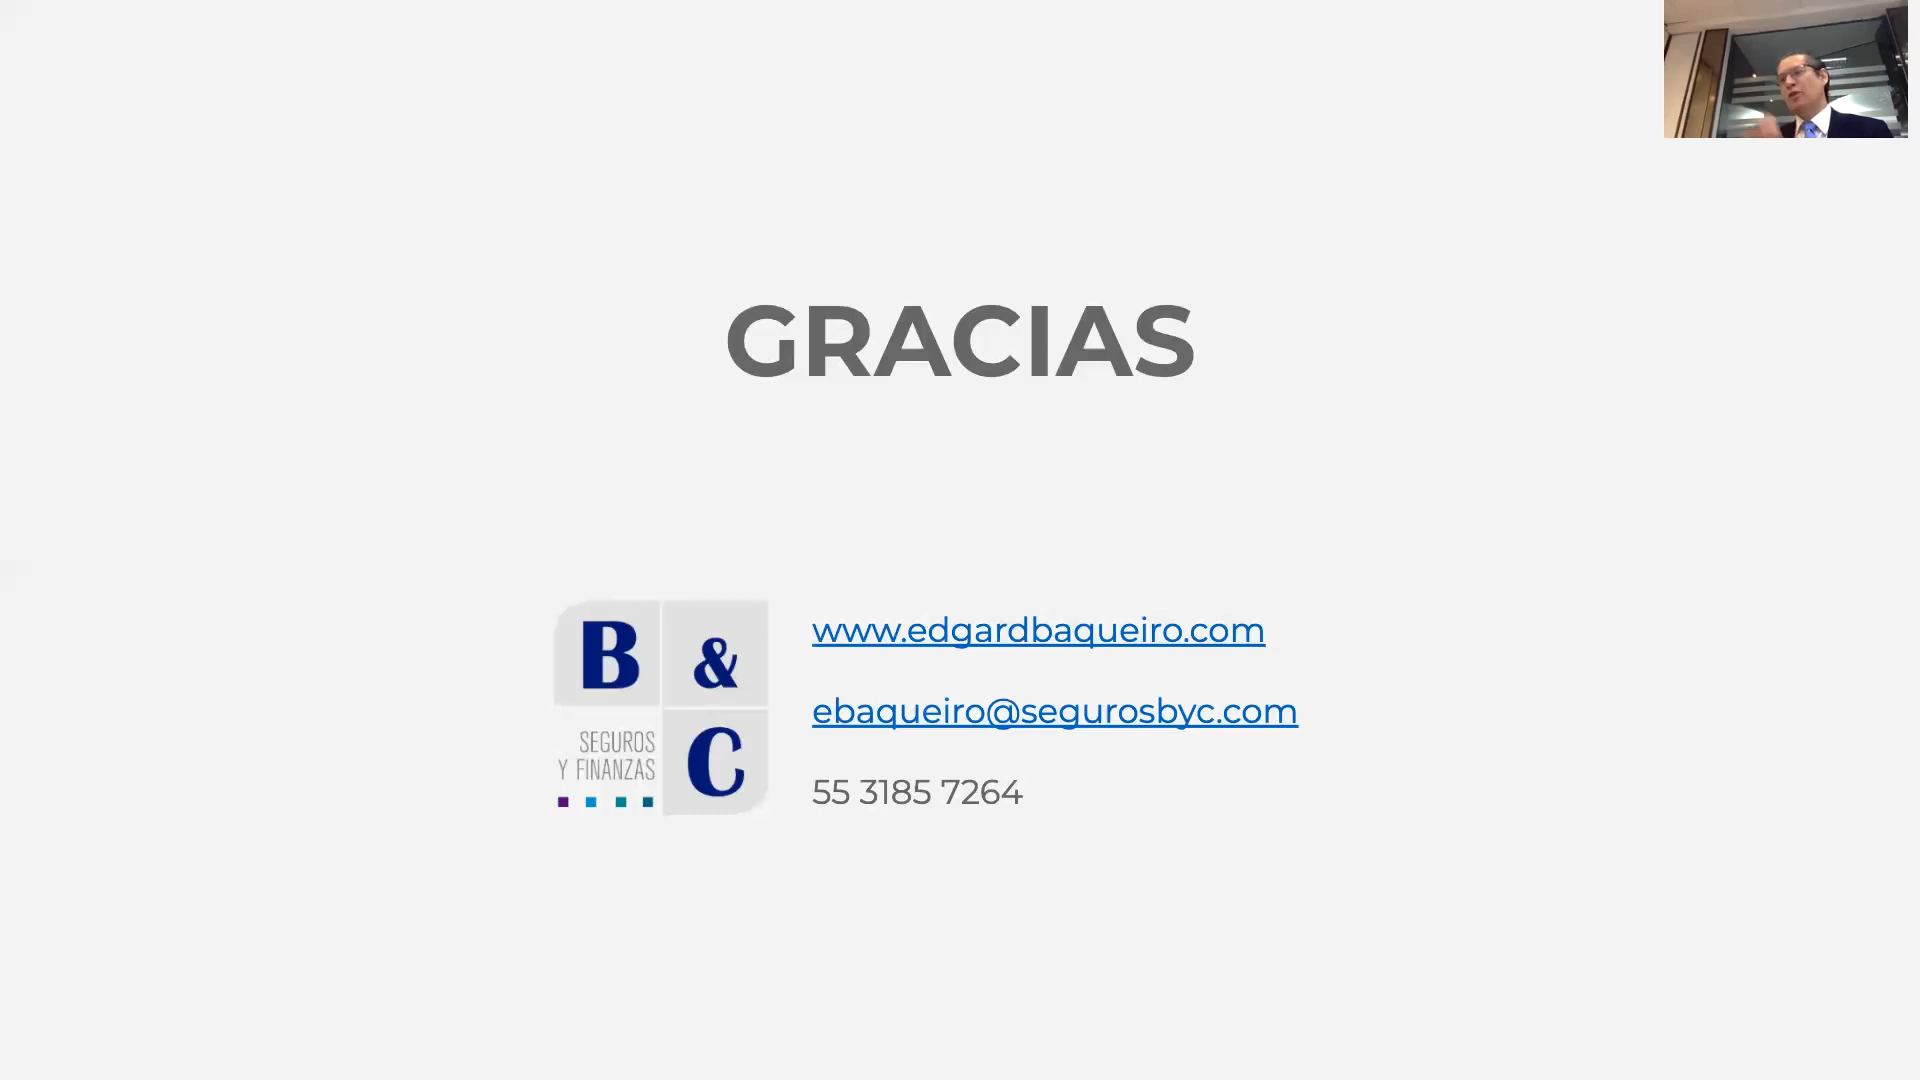 GRACIAS
B &
SEGUROS
Y FINANZAS
C
www.edgardbaqueiro.com
ebaqueiro@segurosbyc.com
55 3185 7264